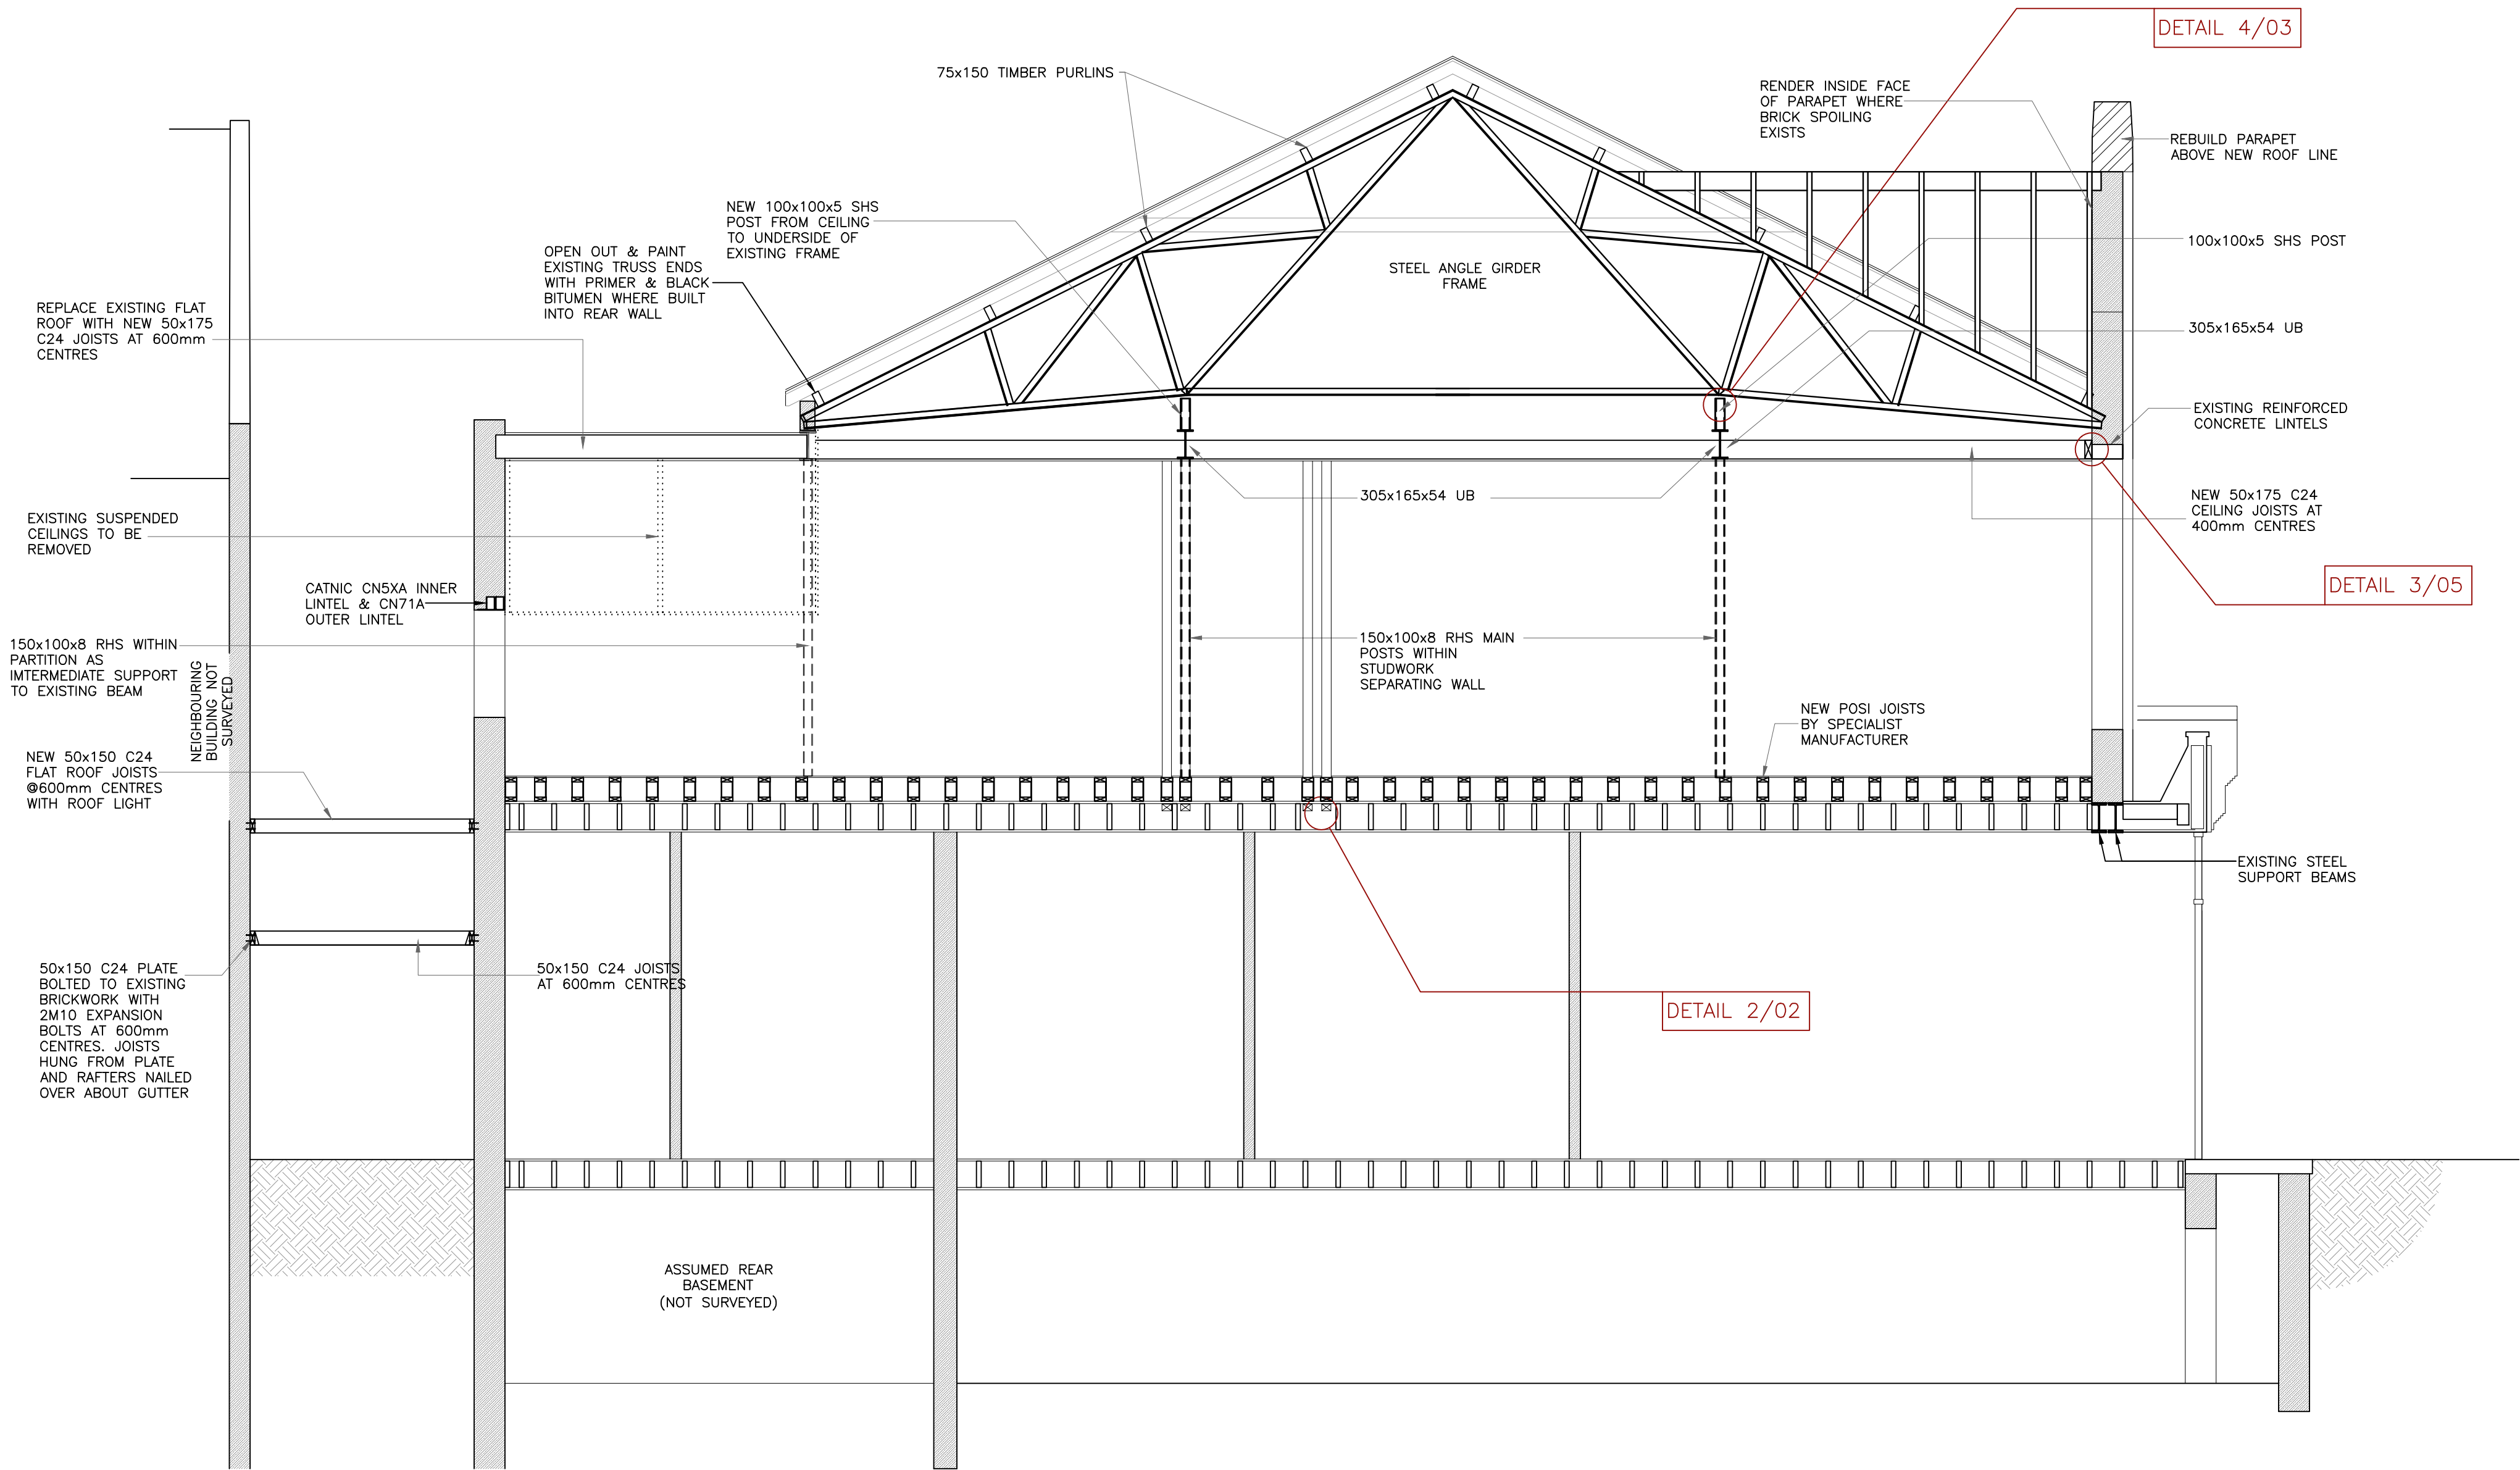 DETAIL 4/03
75x150 TIMBER PURLINS
RENDER INSIDE FACE
OF PARAPET WHERE
BRICK SPOILING
EXISTS
REBUILD PARAPET
ABOVE NEW ROOF LINE
NEW 100x100x5 SHS
POST FROM CEILING
TO UNDERSIDE OF
EXISTING FRAME
OPEN OUT & PAINT
EXISTING TRUSS ENDS
WITH PRIMER & BLACK
BITUMEN WHERE BUILT
INTO REAR WALL
STEEL ANGLE GIRDER
FRAME
100x100x5 SHS POST
REPLACE EXISTING FLAT
ROOF WITH NEW 50x175
C24 JOISTS AT 600mm
CENTRES
305x165x54 UB
EXISTING REINFORCED
CONCRETE LINTELS
305x165x54 UB
NEW 50x175 C24
CEILING JOISTS AT
400mm CENTRES
EXISTING SUSPENDED
CEILINGS TO BE
REMOVED
CATNIC CN5XA INNER
LINTEL & CN71A
OUTER LINTEL
DETAIL 3/05
150x100x8 RHS WITHIN
PARTITION AS
IMTERMEDIATE SUPPORT
TO EXISTING BEAM
NEIGHBOURING
BUILDING NOT
SURVEYED
150x100x8 RHS MAIN
POSTS WITHIN
STUDWORK
SEPARATING WALL
NEW POSI JOISTS
BY SPECIALIST
MANUFACTURER
NEW 50x150 C24
FLAT ROOF JOISTS
@600mm CENTRES
WITH ROOF LIGHT
EXISTING STEEL
SUPPORT BEAMS
50x150 C24 PLATE
BOLTED TO EXISTING
BRICKWORK WITH
2M10 EXPANSION
BOLTS AT 600mm
CENTRES. JOISTS
HUNG FROM PLATE
AND RAFTERS NAILED
OVER ABOUT GUTTER
50x150 C24 JOISTS
AT 600mm CENTRES
DETAIL 2/02
ASSUMED REAR
BASEMENT
(NOT SURVEYED)